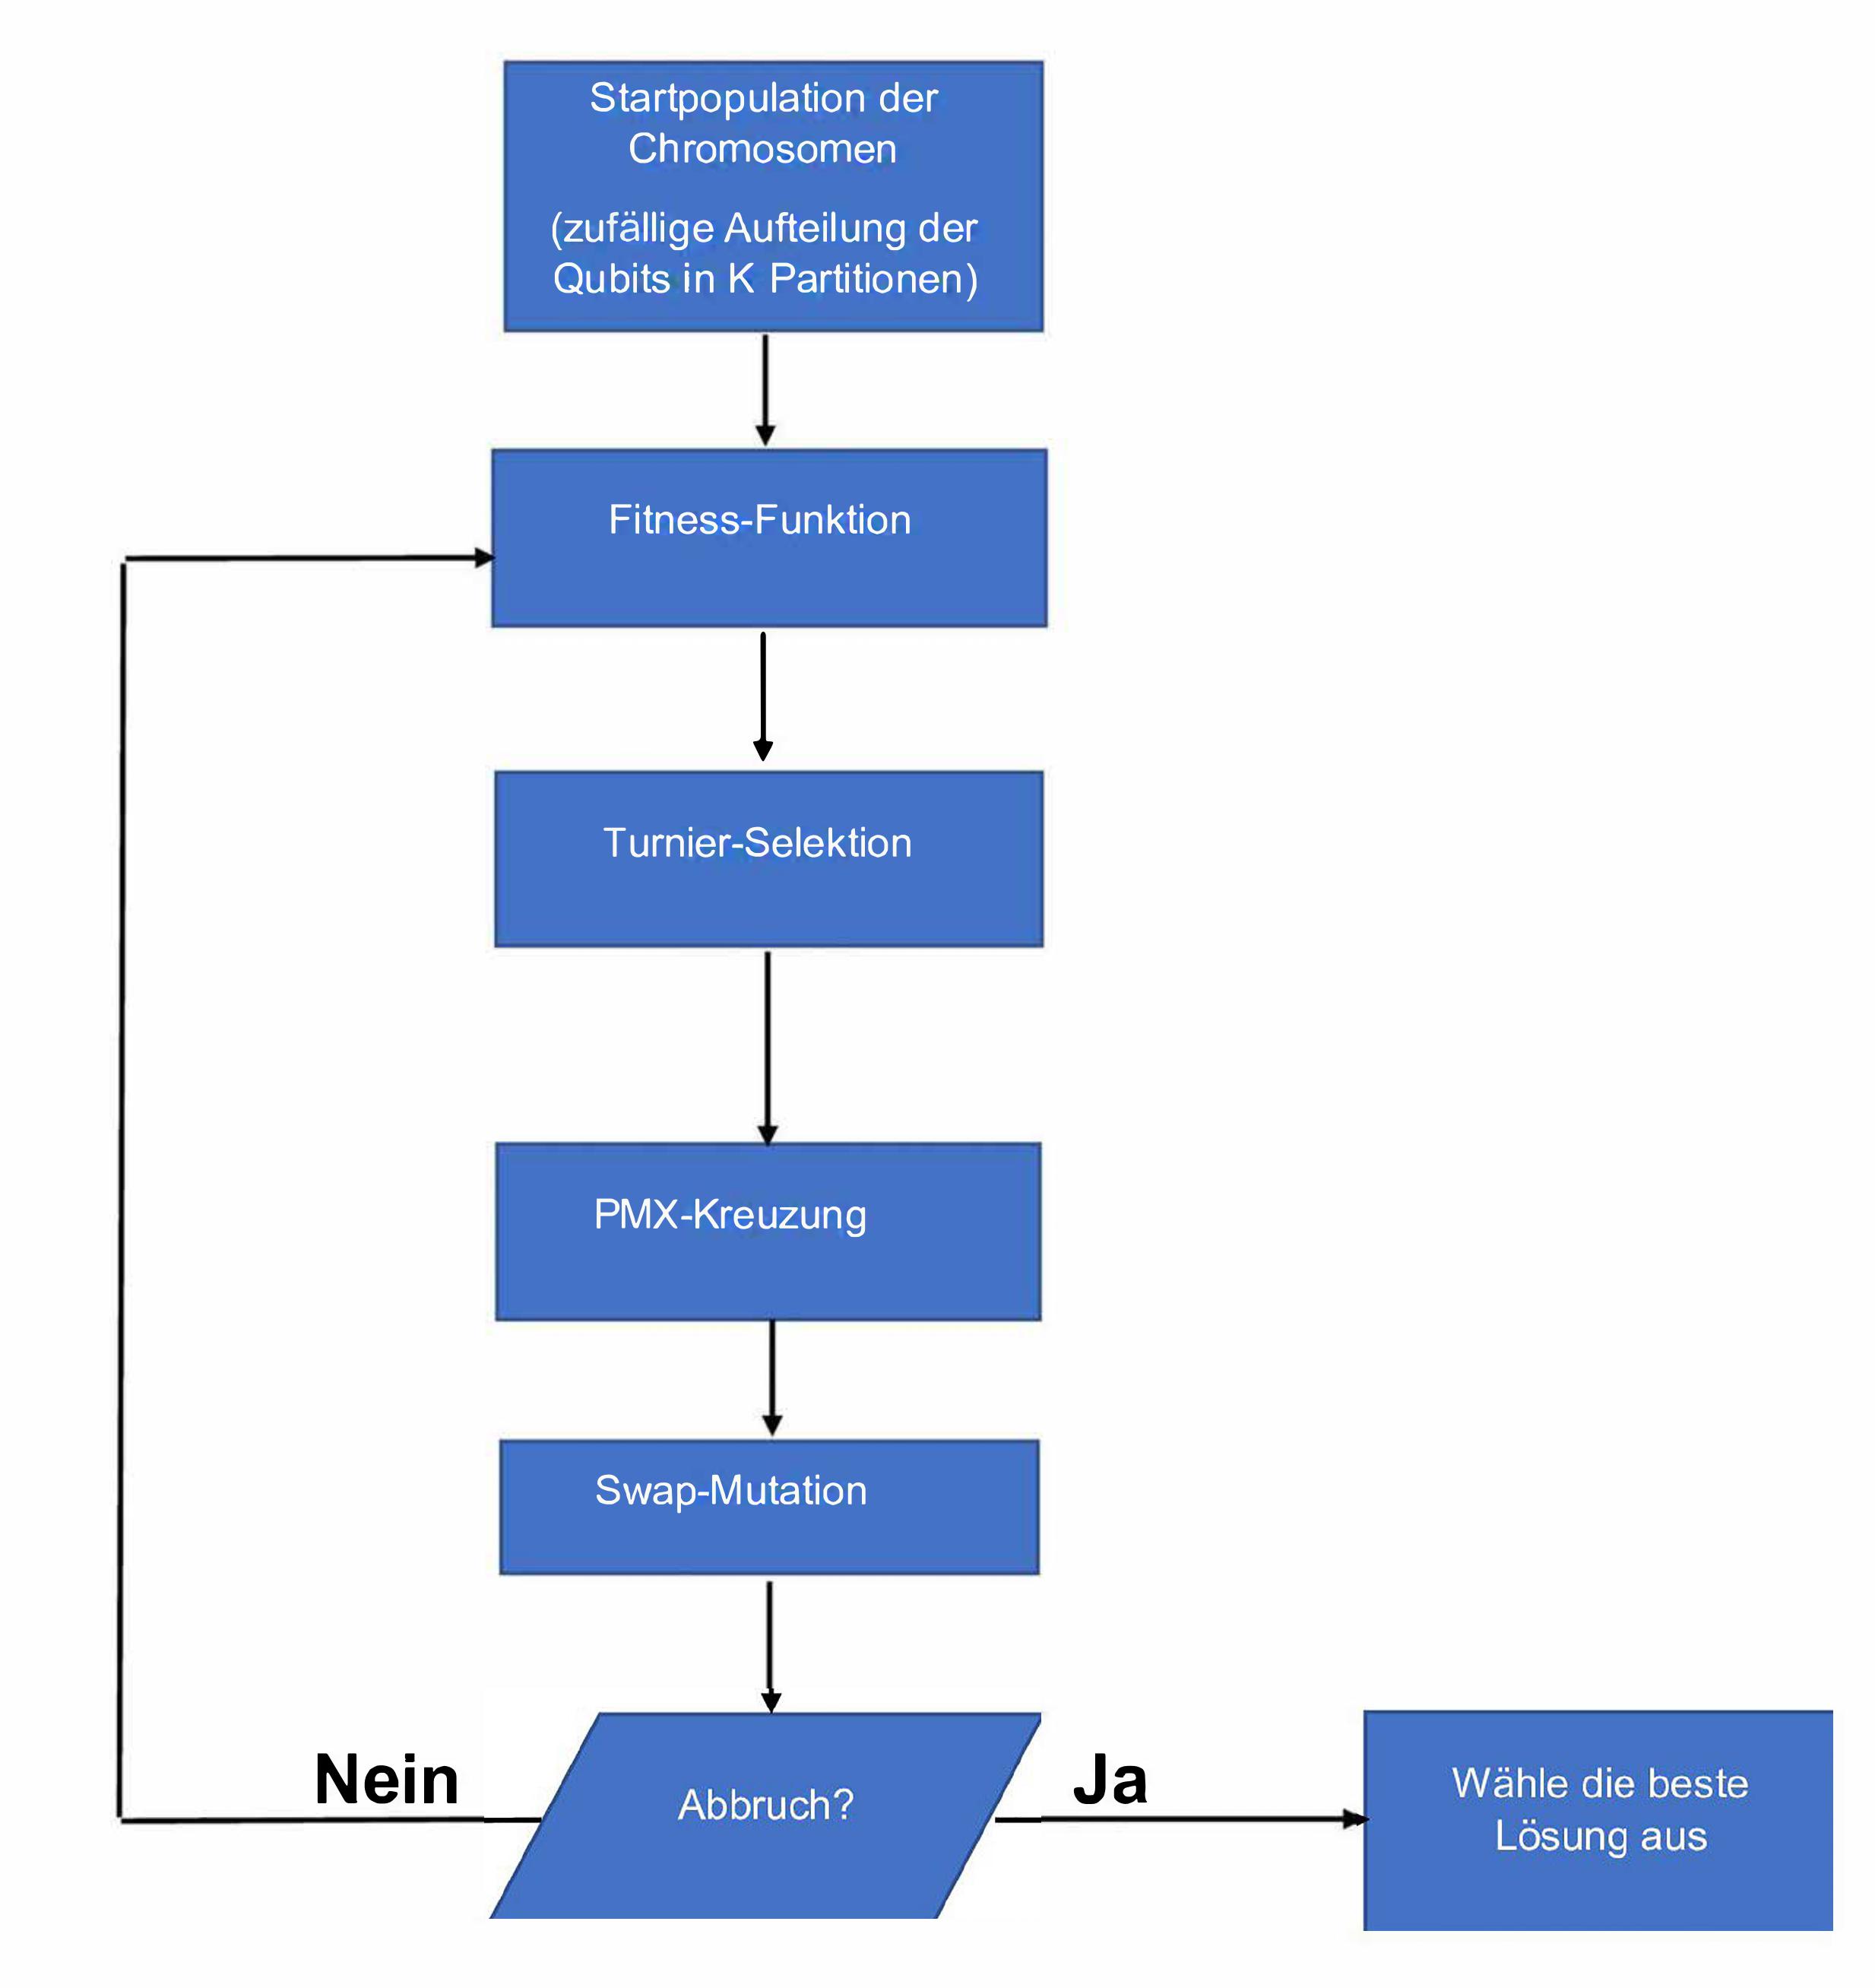 Startpopulation der
Chromosomen
(zufällige Aufteilung der
Qubits in K Partitionen)
Fitness-Funktion
Turnier-Selektion
PMX-Kreuzung
Swap-Mutation
Nein
Abbruch?
Ja
Wähle die beste
Lösung aus